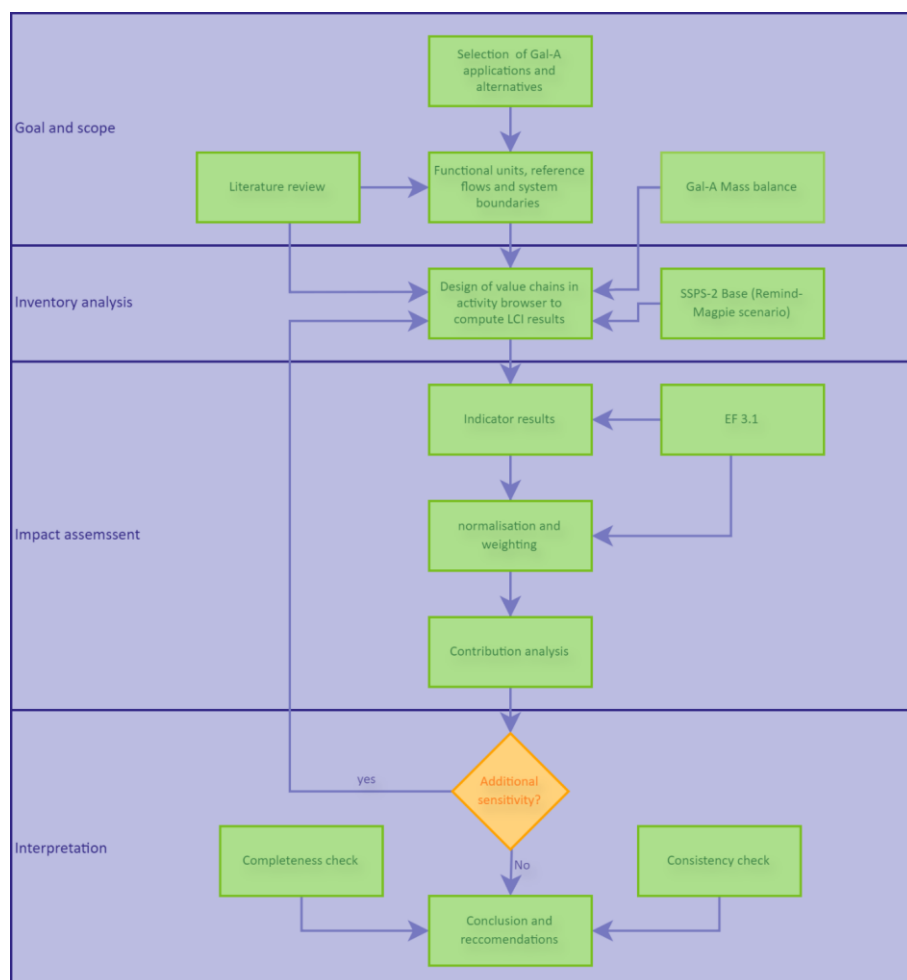 Selection of Gal-A
applications and
alternatives
Goal and scope
Literature review
Functional units, reference
flows and system
boundaries
Gal-A Mass balance
Inventory analysis
Design of value chains in
activity browser to
compute LCI results
SSPS-2 Base (Remind-
Magpie scenario)
Indicator results
EF 3.1
Impact assemssent
normalisation and
weighting
Contribution analysis
yes
Additional
sensitivity?
Interpretation
Completeness check
No
Consistency check
Conclusion and
reccomendations